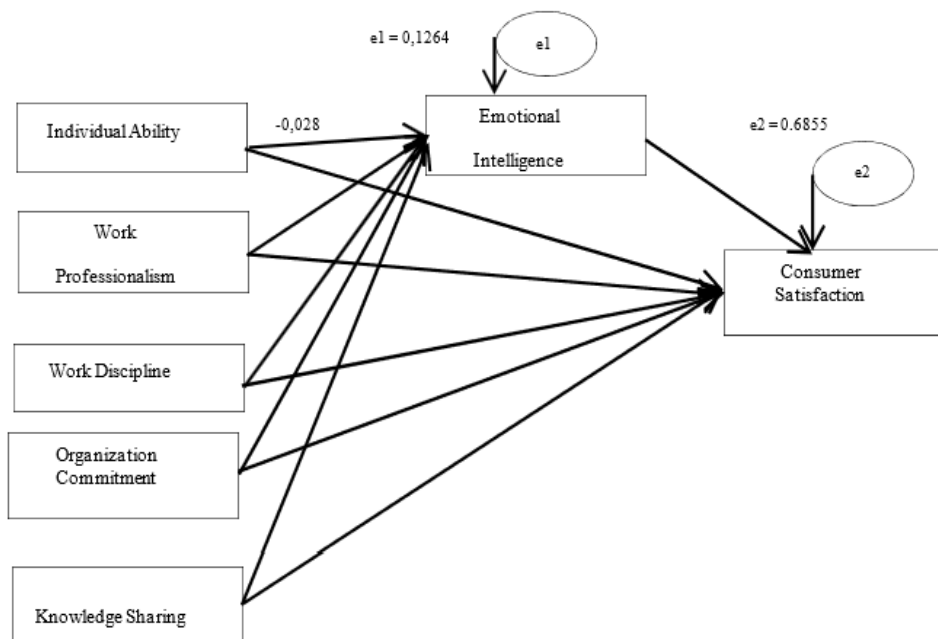 e1 = 0,1264
e1
Individual Ability
-0,028
Emotional
Intelligence
e2 = 0.6855
e2
Work
Professionalism
Consumer
Satisfaction
Work Discipline
Organization
Commitment
Knowledge Sharing